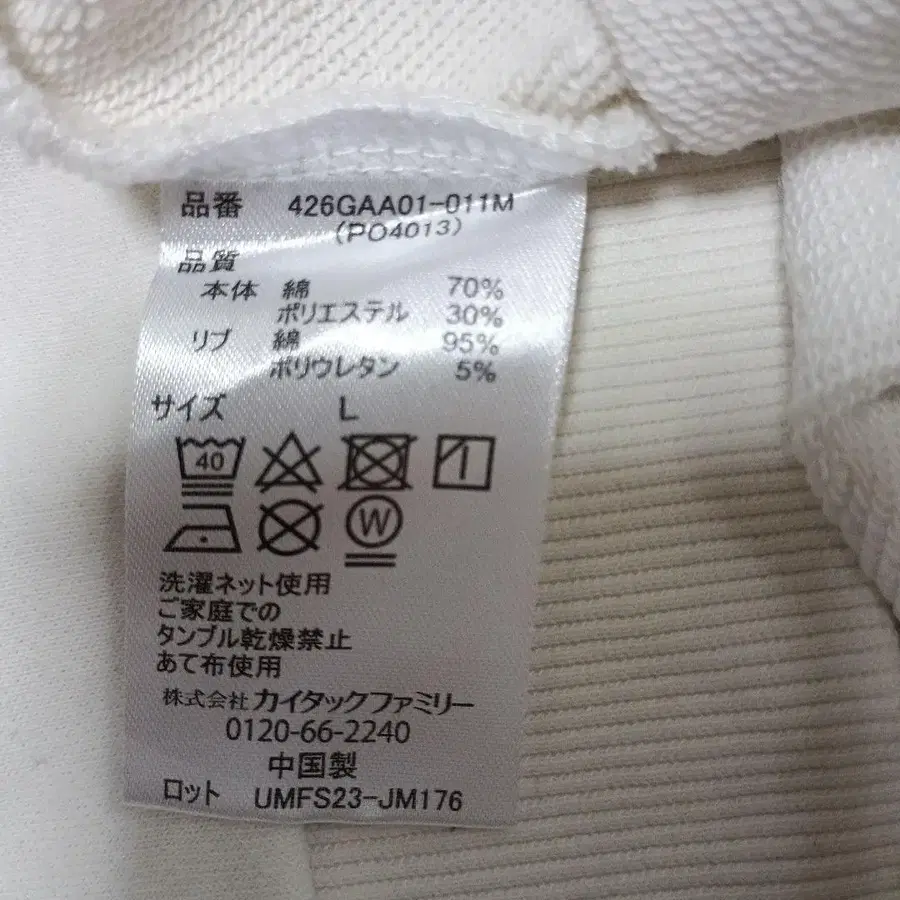 品番 426GAA01-011M
(PO4013)
品質
本体 綿 70%
ポリエステル 30%
リブ 綿 95%
ポリウレタン 5%
サイズ L
40
W
洗濯ネット使用
ご家庭での
タンブル乾燥禁止
あて布使用
株式会社カイタックファミリー
0120-66-2240
中国製
ロット UMFS23-JM176